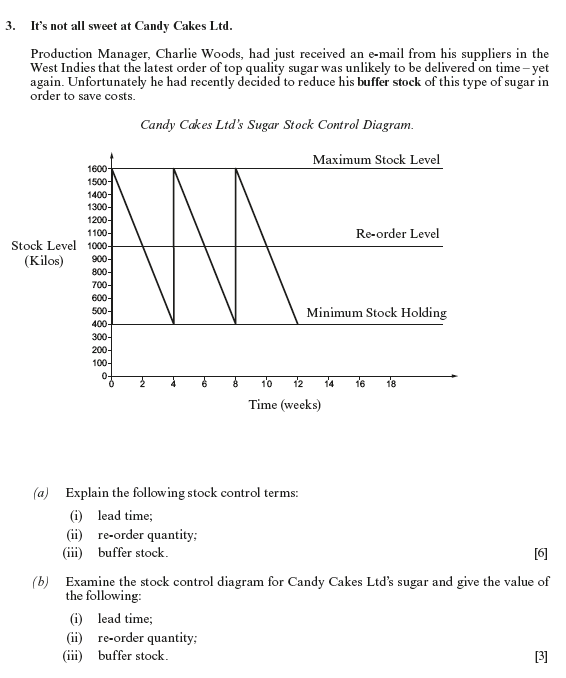 3. It's not all sweet at Candy Cakes Ltd.
Production Manager, Charlie Woods, had just received an e-mail from his suppliers in the
West Indies that the latest order of top quality sugar was unlikely to be delivered on time – yet
again. Unfortunately he had recently decided to reduce his buffer stock of this type of sugar in
order to save costs.
Candy Cakes Ltd's Sugar Stock Control Diagram.
Maximum Stock Level
1600
1500
1400
1300
1200
1100
Re-order Level
Stock Level
(Kilos)
1000
900
800
700
600
500
Minimum Stock Holding
400
300
200
100
0
0 2 4 6 8 10 12 14 16 18
Time (weeks)
(a) Explain the following stock control terms:
(i) lead time;
(ii) re-order quantity;
(iii) buffer stock. [6]
(b) Examine the stock control diagram for Candy Cakes Ltd's sugar and give the value of
the following:
(i) lead time;
(ii) re-order quantity;
(iii) buffer stock. [3]